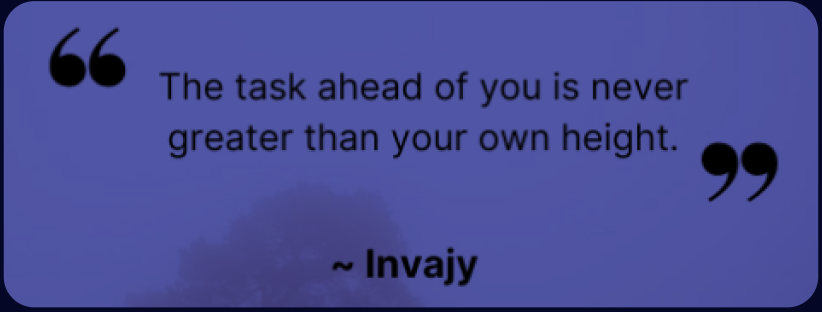 “
The task ahead of you is never
greater than your own height.
”
~ Invajy